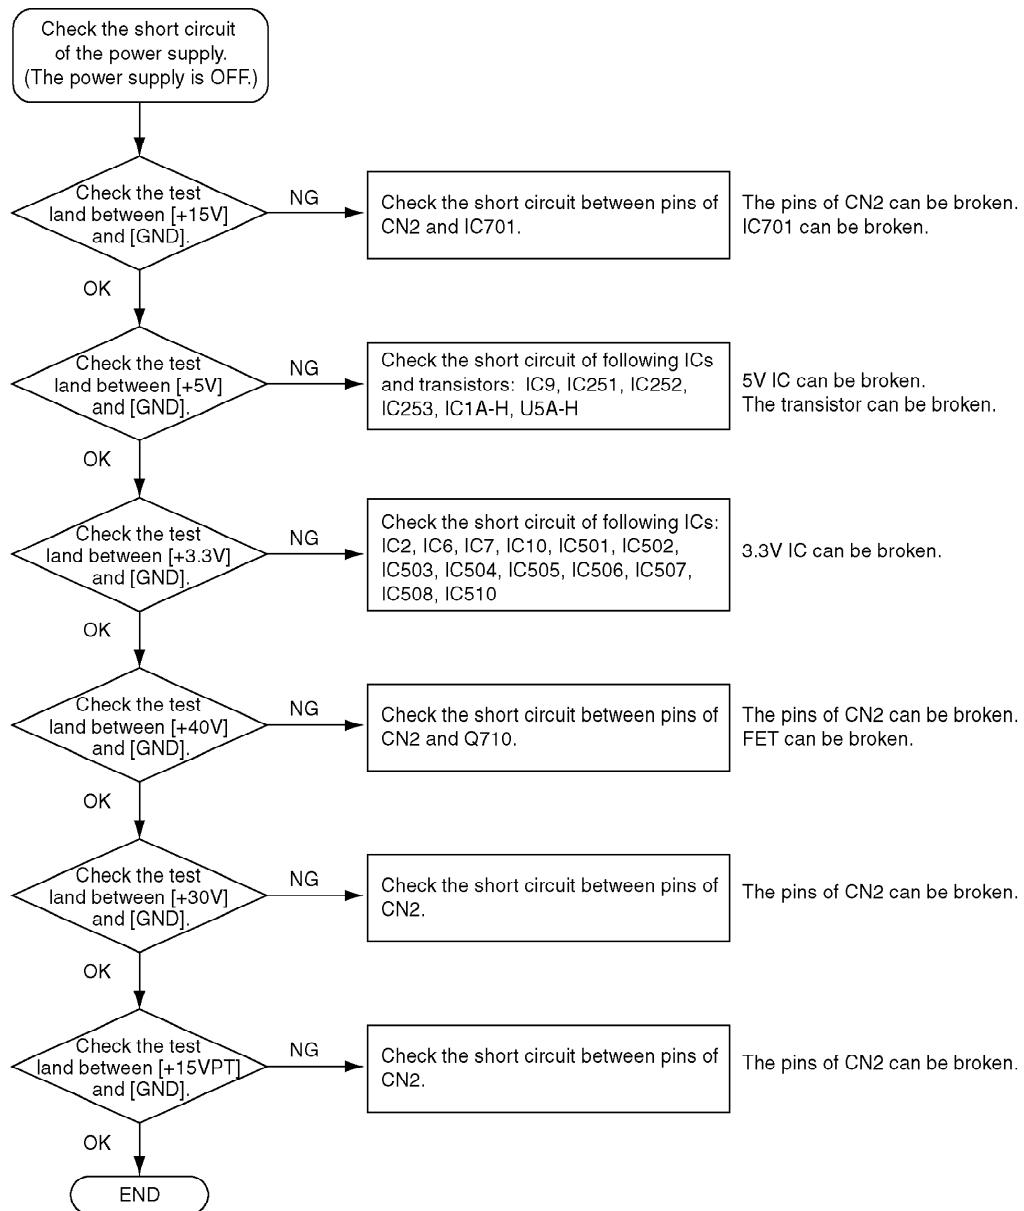 Check the short circuit
of the power supply.
(The power supply is OFF.)
Check the test
land between [+15V]
and [GND].
NG
Check the short circuit between pins of
CN2 and IC701.
The pins of CN2 can be broken.
IC701 can be broken.
OK
Check the test
land between [+5V]
and [GND].
NG
Check the short circuit of following ICs
and transistors:  IC9, IC251, IC252,
IC253, IC1A-H, U5A-H
5V IC can be broken.
The transistor can be broken.
OK
Check the test
land between [+3.3V]
and [GND].
NG
Check the short circuit of following ICs:
IC2, IC6, IC7, IC10, IC501, IC502,
IC503, IC504, IC505, IC506, IC507,
IC508, IC510
3.3V IC can be broken.
OK
Check the test
land between [+40V]
and [GND].
NG
Check the short circuit between pins of
CN2 and Q710.
The pins of CN2 can be broken.
FET can be broken.
OK
Check the test
land between [+30V]
and [GND].
NG
Check the short circuit between pins of
CN2.
The pins of CN2 can be broken.
OK
Check the test
land between [+15VPT]
and [GND].
NG
Check the short circuit between pins of
CN2.
The pins of CN2 can be broken.
OK
END